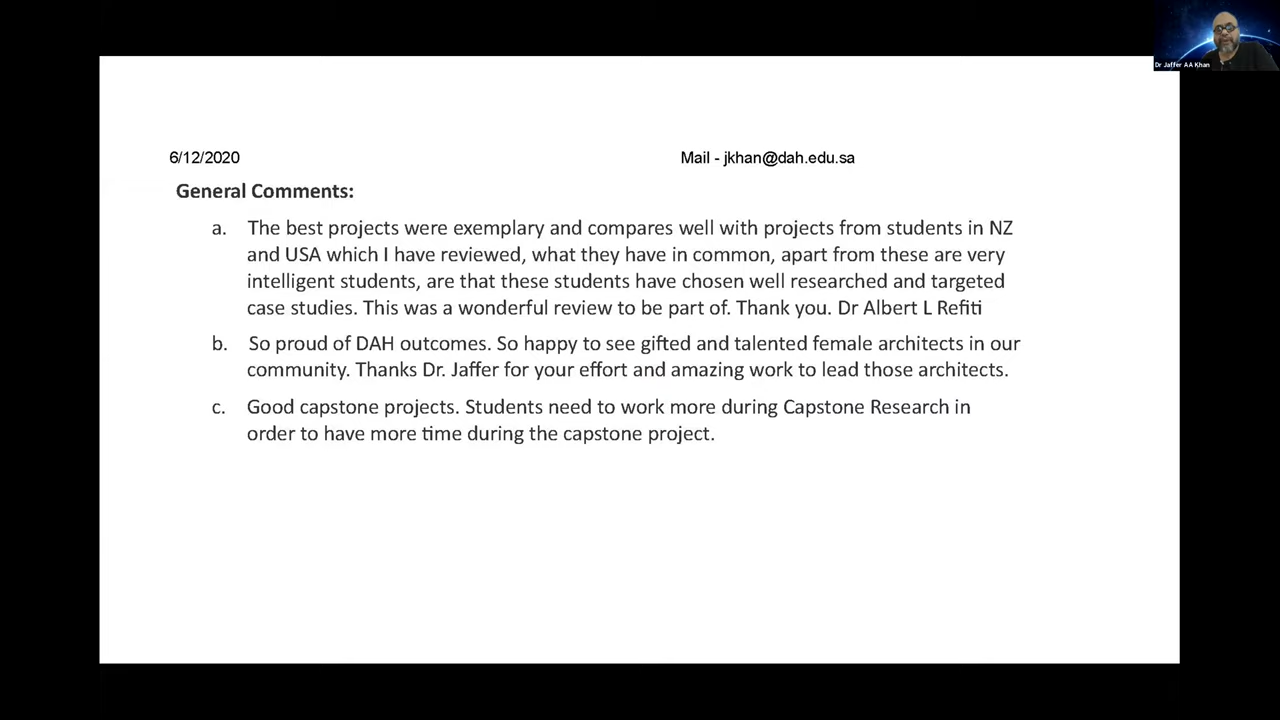 Dr Jaffer AA Khan
6/12/2020 Mail - jkhan@dah.edu.sa
General Comments:
a. The best projects were exemplary and compares well with projects from students in NZ
and USA which I have reviewed, what they have in common, apart from these are very
intelligent students, are that these students have chosen well researched and targeted
case studies. This was a wonderful review to be part of. Thank you. Dr Albert L Refiti
b. So proud of DAH outcomes. So happy to see gifted and talented female architects in our
community. Thanks Dr. Jaffer for your effort and amazing work to lead those architects.
c. Good capstone projects. Students need to work more during Capstone Research in
order to have more time during the capstone project.